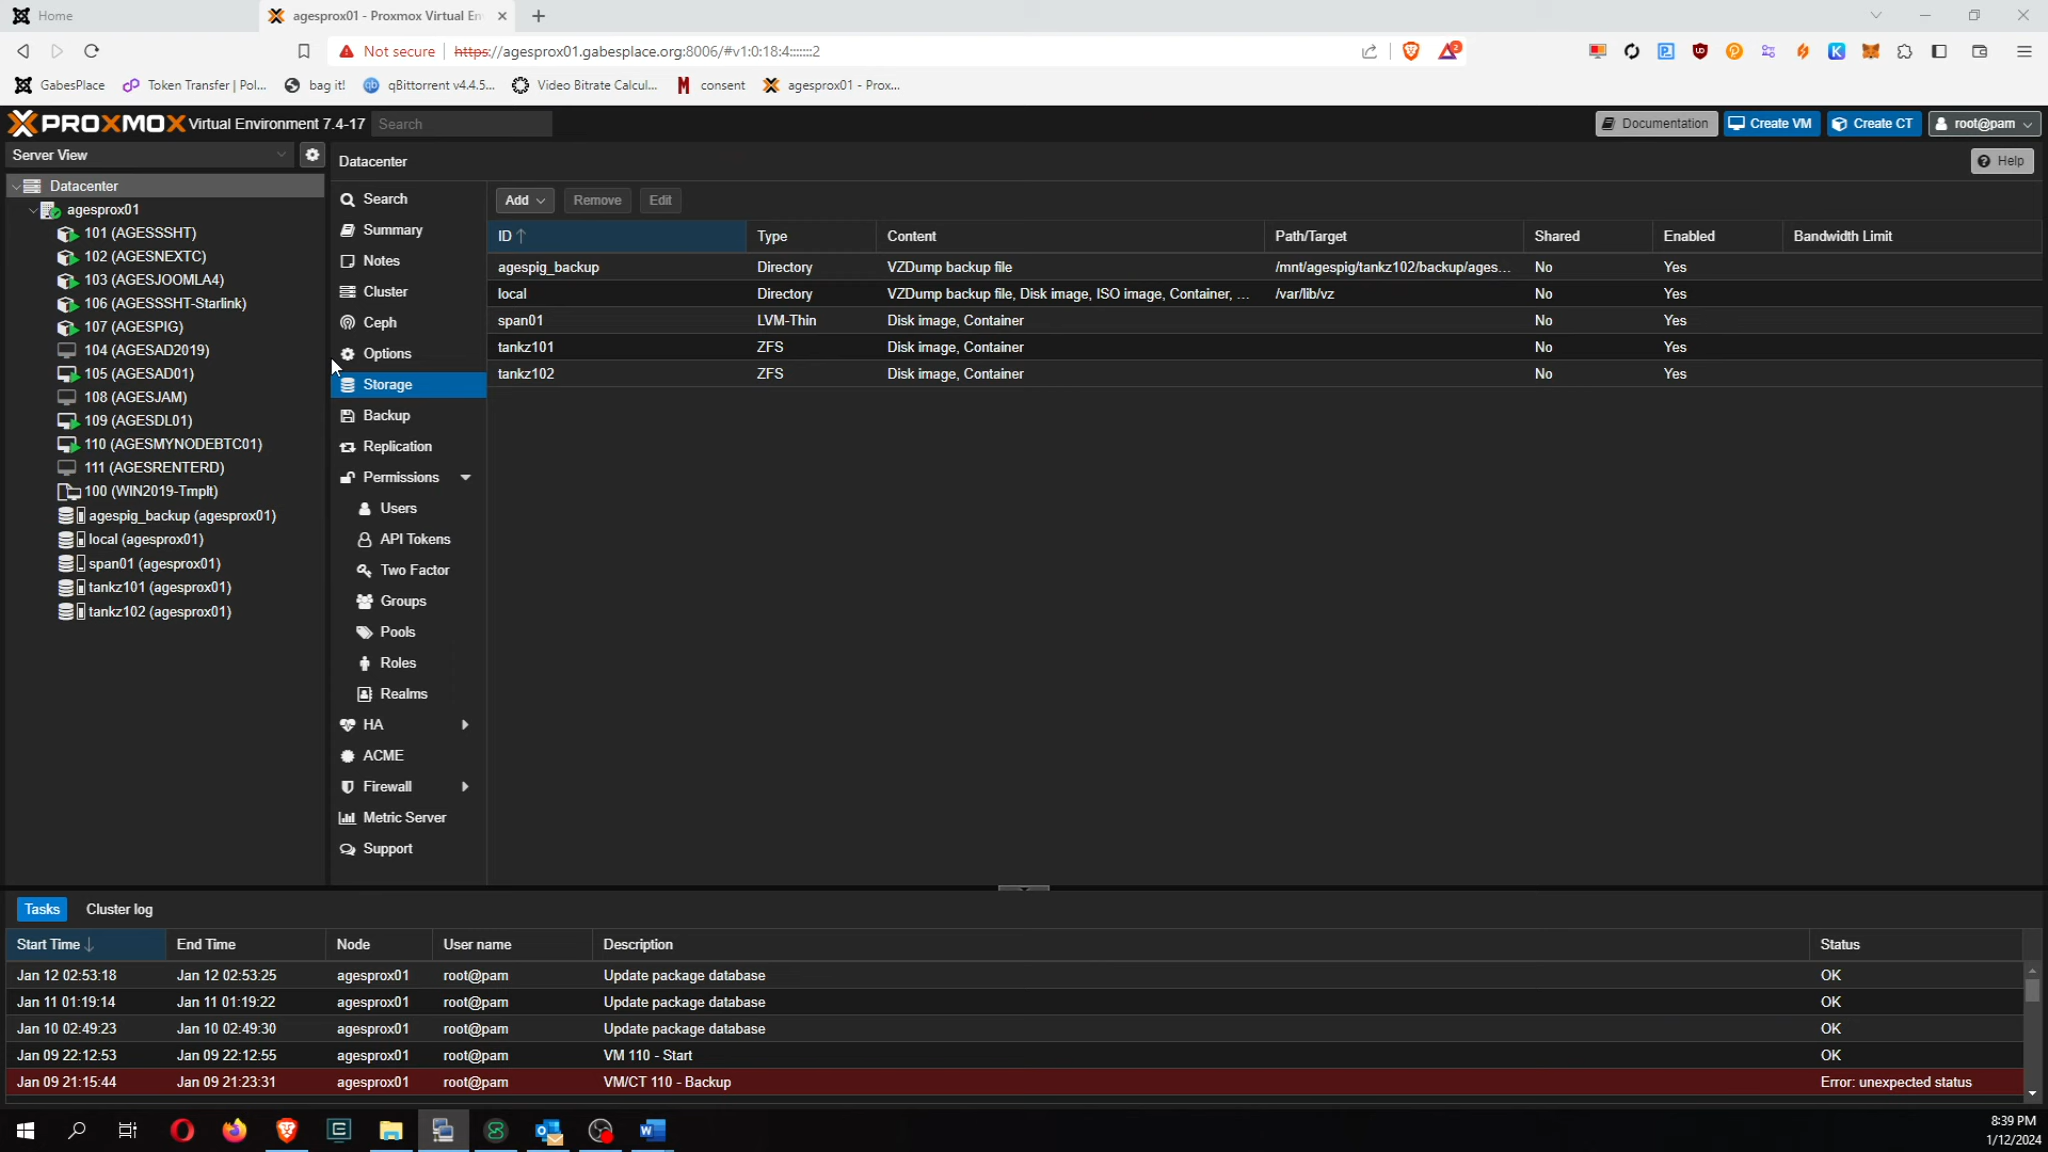 Home
agesprox01 - Proxmox Virtual En
Not secure
https://agesprox01.gabesplace.org:8006/#v1:0:18:4:::::::2
2
GabesPlace
Token Transfer | Pol...
bag it!
qBittorrent v4.4.5...
Video Bitrate Calcul...
consent
agesprox01 - Prox...
PROXMOX Virtual Environment 7.4-17
Search
Documentation
Create VM
Create CT
root@pam
Server View
Datacenter
Help
Datacenter
agesprox01
101 (AGESSSHT)
102 (AGESNEXTC)
103 (AGESJOOMLA4)
106 (AGESSSHT-Starlink)
107 (AGESPIG)
104 (AGESAD2019)
105 (AGESAD01)
108 (AGESJAM)
109 (AGESDL01)
110 (AGESMYNODEBTC01)
111 (AGESRENTERD)
100 (WIN2019-Tmplt)
agespig_backup (agesprox01)
local (agesprox01)
span01 (agesprox01)
tankz101 (agesprox01)
tankz102 (agesprox01)
Search
Summary
Notes
Cluster
Ceph
Options
Storage
Backup
Replication
Permissions
Users
API Tokens
Two Factor
Groups
Pools
Roles
Realms
HA
ACME
Firewall
Metric Server
Support
Add
Remove
Edit
ID Type Content Path/Target Shared Enabled Bandwidth Limit
agespig_backup Directory VZDump backup file /mnt/agespig/tankz102/backup/ages... No Yes
local Directory VZDump backup file, Disk image, ISO image, Container, ... /var/lib/vz No Yes
span01 LVM-Thin Disk image, Container No Yes
tankz101 ZFS Disk image, Container No Yes
tankz102 ZFS Disk image, Container No Yes
Tasks
Cluster log
Start Time End Time Node User name Description Status
Jan 12 02:53:18 Jan 12 02:53:25 agesprox01 root@pam Update package database OK
Jan 11 01:19:14 Jan 11 01:19:22 agesprox01 root@pam Update package database OK
Jan 10 02:49:23 Jan 10 02:49:30 agesprox01 root@pam Update package database OK
Jan 09 22:12:53 Jan 09 22:12:55 agesprox01 root@pam VM 110 - Start OK
Jan 09 21:15:44 Jan 09 21:23:31 agesprox01 root@pam VM/CT 110 - Backup Error: unexpected status
8:39 PM
1/12/2024